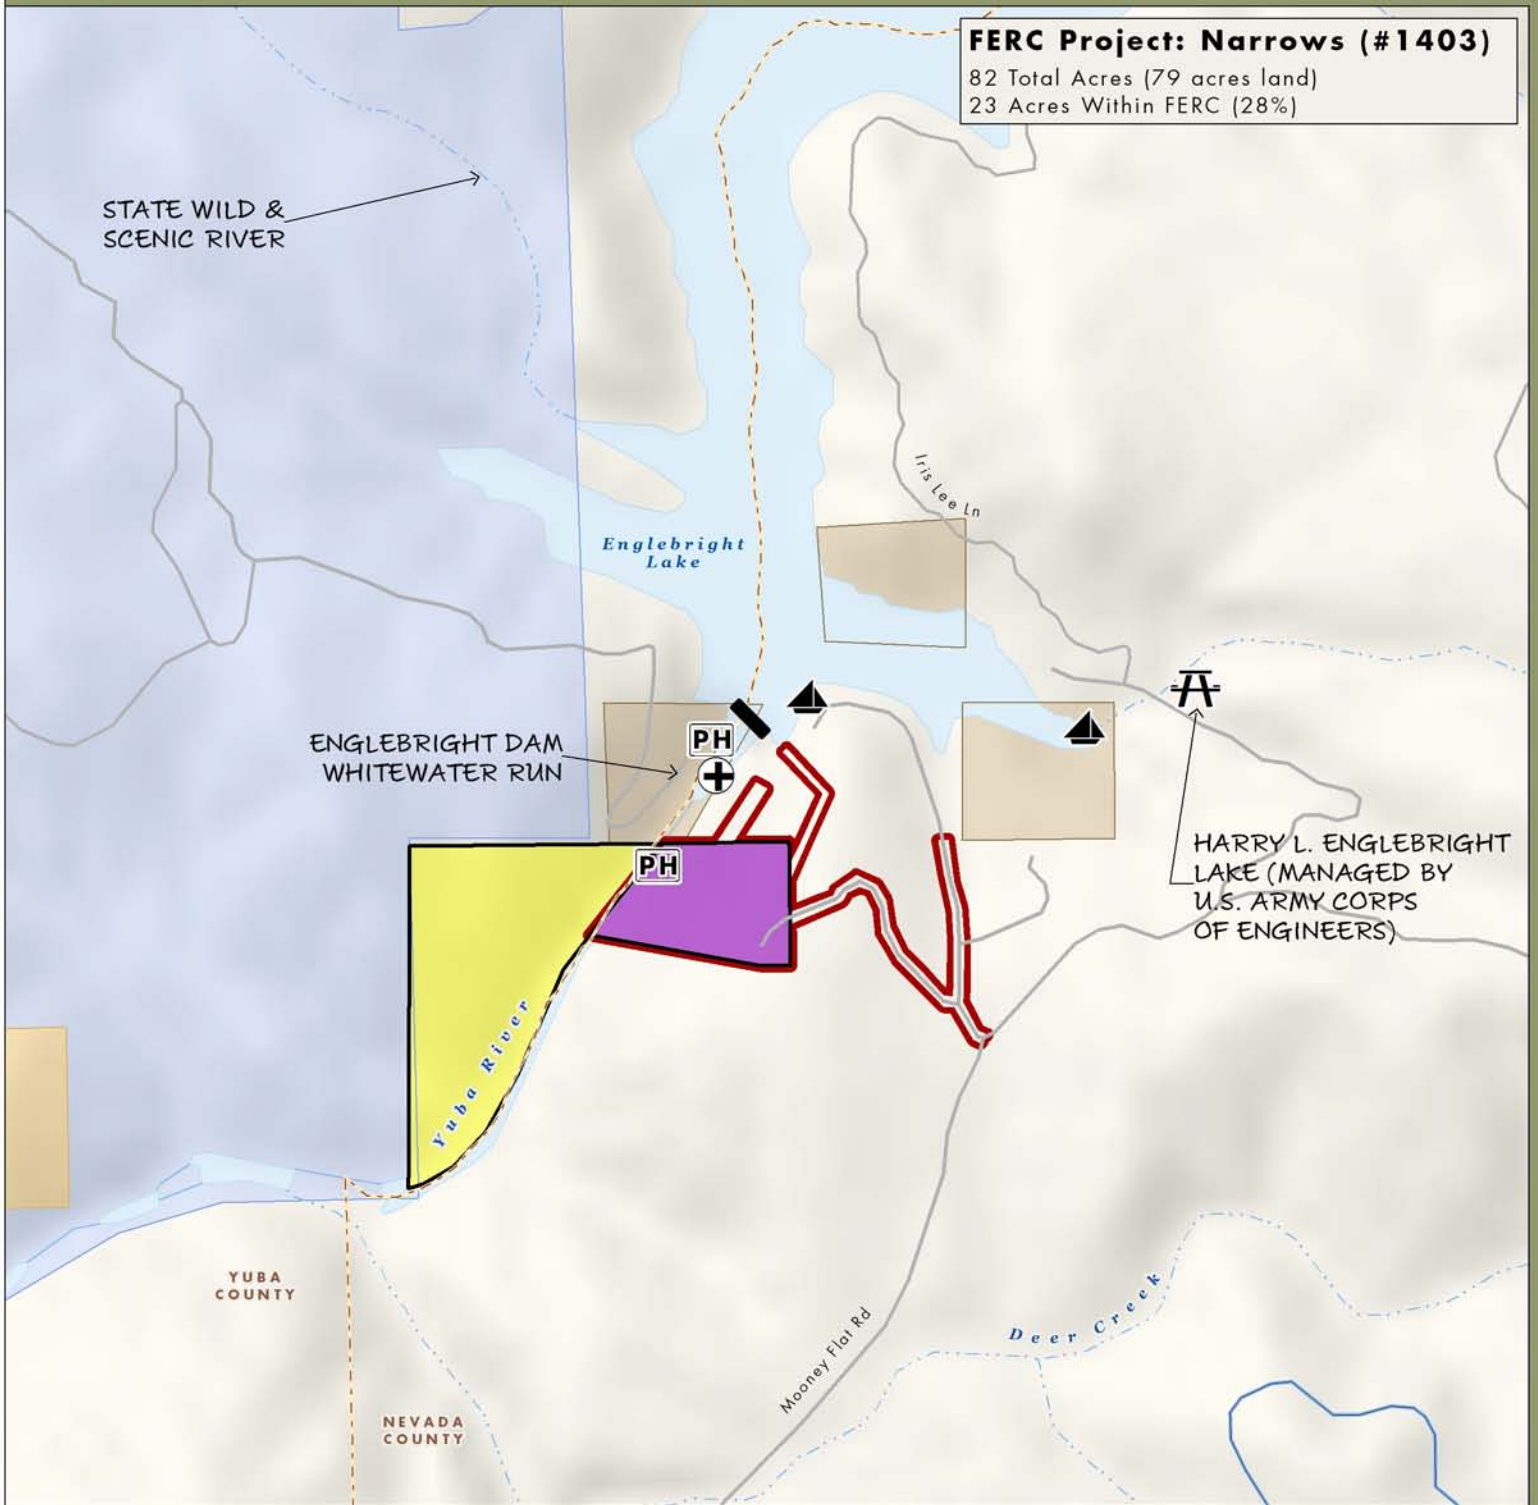 FERC Project: Narrows (#1403)
82 Total Acres (79 acres land)
23 Acres Within FERC (28%)
STATE WILD &
SCENIC RIVER
Iris Lee Ln
Englebright
Lake
ENGLEBRIGHT DAM
WHITEWATER RUN
PH
PH
HARRY L. ENGLEBRIGHT
LAKE (MANAGED BY
U.S. ARMY CORPS
OF ENGINEERS)
Yuba River
YUBA
COUNTY
Deer Creek
Mooney Flat Rd
NEVADA
COUNTY